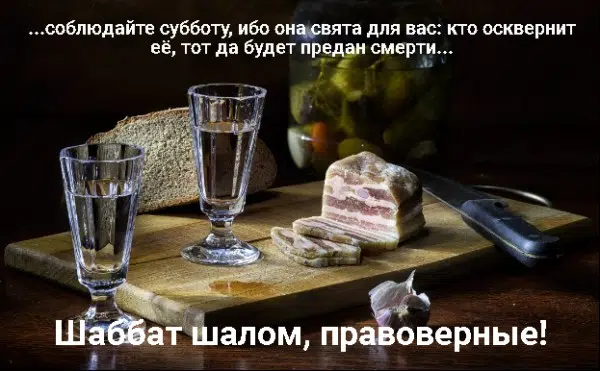 ...соблюдайте субботу, ибо она свята для вас: кто осквернит
её, тот да будет предан смерти...
Шаббат шалом, правоверные!